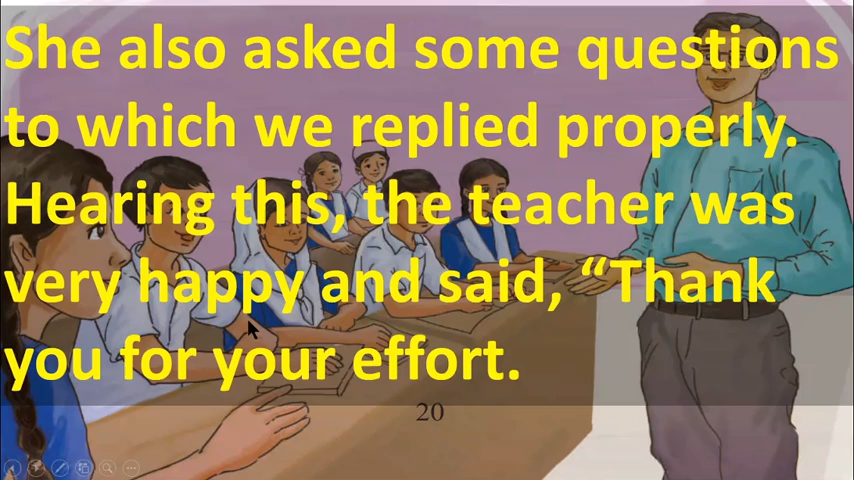 She also asked some questions
to which we replied properly.
Hearing this, the teacher was
very happy and said, “Thank
you for your effort.
20